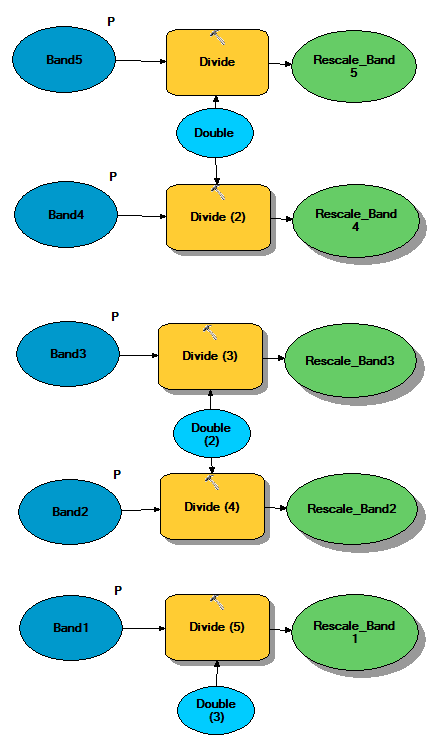 P
Band5
Divide
Rescale_Band
5
Double
P
Band4
Divide (2)
Rescale_Band
4
P
Band3
Divide (3)
Rescale_Band3
Double
(2)
P
Band2
Divide (4)
Rescale_Band2
P
Band1
Divide (5)
Rescale_Band
1
Double
(3)